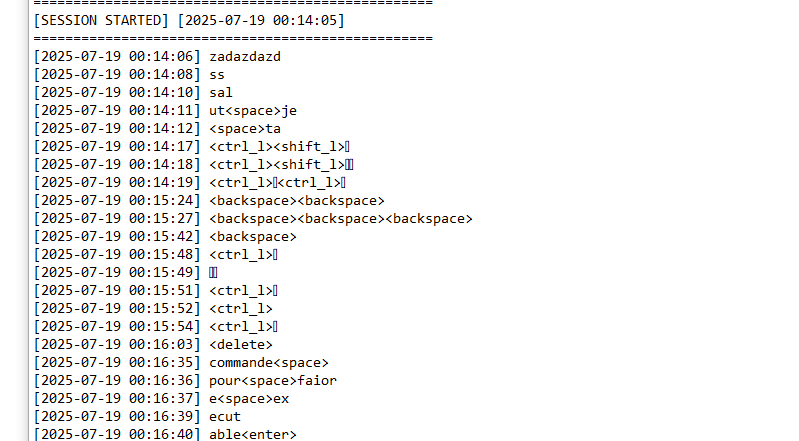 ==================================================
[SESSION STARTED] [2025-07-19 00:14:05]
==================================================
[2025-07-19 00:14:06] zadazdazd
[2025-07-19 00:14:08] ss
[2025-07-19 00:14:10] sal
[2025-07-19 00:14:11] ut<space>je
[2025-07-19 00:14:12] <space>ta
[2025-07-19 00:14:17] <ctrl_l><shift_l>
[2025-07-19 00:14:18] <ctrl_l><shift_l>
[2025-07-19 00:14:19] <ctrl_l><ctrl_l>
[2025-07-19 00:15:24] <backspace><backspace>
[2025-07-19 00:15:27] <backspace><backspace><backspace>
[2025-07-19 00:15:42] <backspace>
[2025-07-19 00:15:48] <ctrl_l>
[2025-07-19 00:15:49]
[2025-07-19 00:15:51] <ctrl_l>
[2025-07-19 00:15:52] <ctrl_l>
[2025-07-19 00:15:54] <ctrl_l>
[2025-07-19 00:16:03] <delete>
[2025-07-19 00:16:35] commande<space>
[2025-07-19 00:16:36] pour<space>faior
[2025-07-19 00:16:37] e<space>ex
[2025-07-19 00:16:39] ecut
[2025-07-19 00:16:40] able<enter>